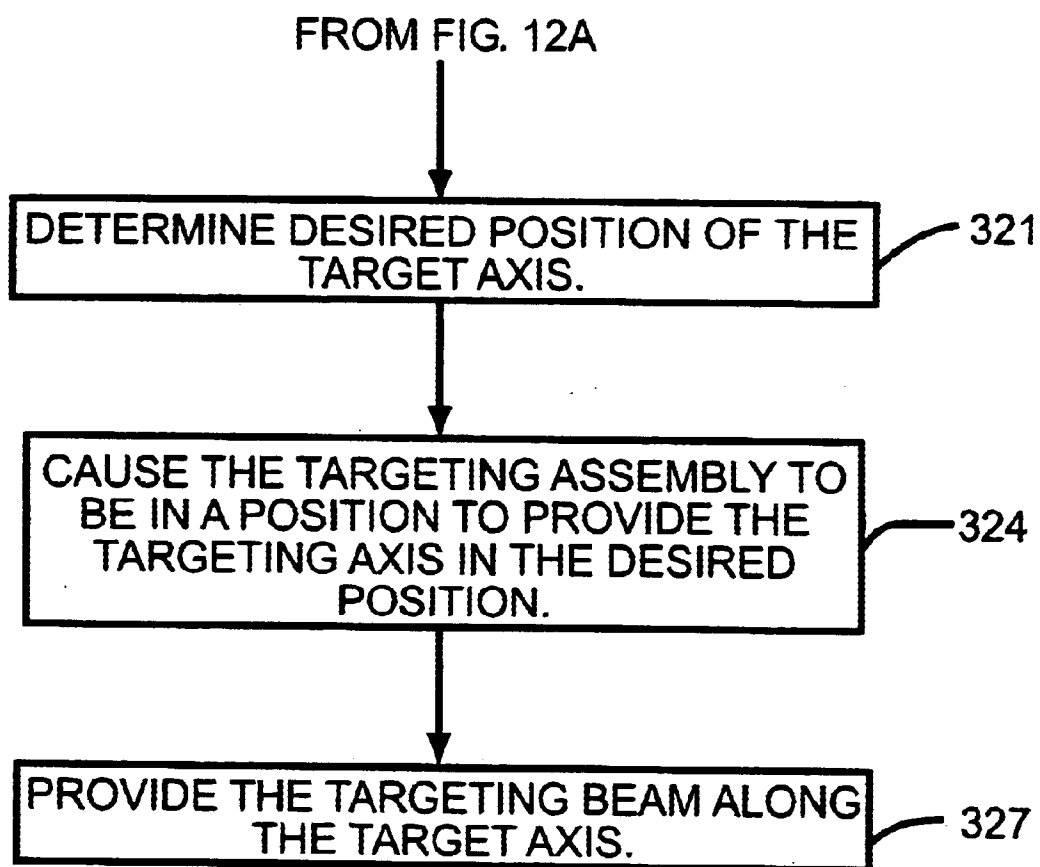 FROM FIG. 12A
DETERMINE DESIRED POSITION OF THE
TARGET AXIS.
321
CAUSE THE TARGETING ASSEMBLY TO
BE IN A POSITION TO PROVIDE THE
TARGETING AXIS IN THE DESIRED
POSITION.
324
PROVIDE THE TARGETING BEAM ALONG
THE TARGET AXIS.
327